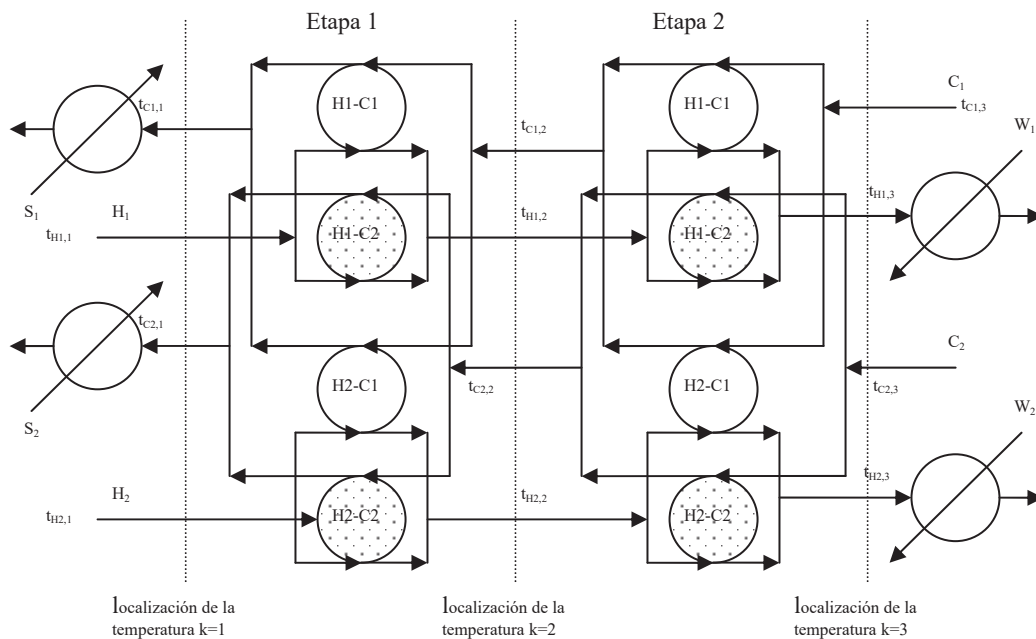 Etapa 1
Etapa 2
H1-C1
H1-C1
C1
tC1,1
tC1,3
tC1,2
W1
S1
H1
tH1,1
H1-C2
tH1,2
H1-C2
tH1,3
tC2,1
C2
H2-C1
tC2,2
H2-C1
tC2,3
S2
W2
H2
tH2,1
H2-C2
tH2,2
H2-C2
tH2,3
localización de la
temperatura k=1
localización de la
temperatura k=2
localización de la
temperatura k=3